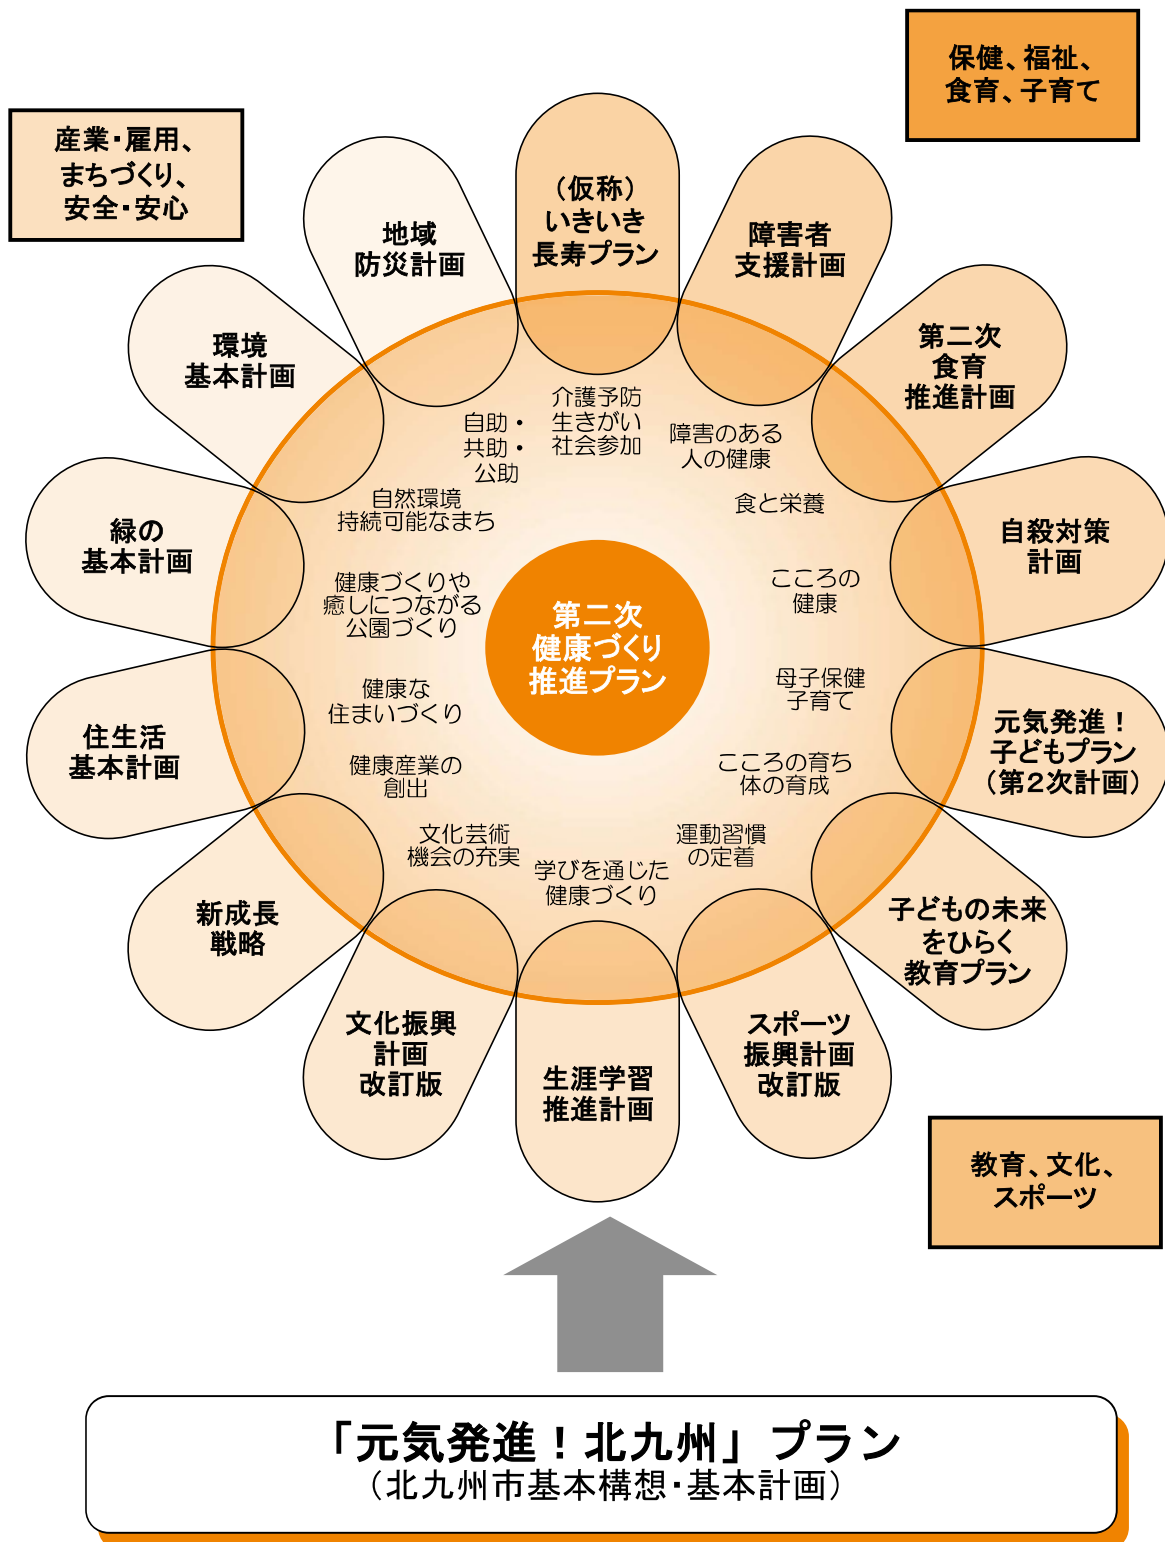 保健、福祉、
食育、子育て
産業・雇用、
まちづくり、
安全・安心
（仮称）
いきいき
長寿プラン
障害者
支援計画
第二次
食育
推進計画
自殺対策
計画
元気発進！
子どもプラン
（第２次計画）
子どもの未来
をひらく
教育プラン
スポーツ
振興計画
改訂版
生涯学習
推進計画
文化振興
計画
改訂版
新成長
戦略
住生活
基本計画
緑の
基本計画
環境
基本計画
地域
防災計画
介護予防
生きがい
社会参加
障害のある
人の健康
食と栄養
こころの
健康
母子保健
子育て
こころの育ち
体の育成
運動習慣
の定着
学びを通じた
健康づくり
文化芸術
機会の充実
健康産業の
創出
健康な
住まいづくり
健康づくりや
癒しにつながる
公園づくり
自然環境
持続可能なまち
自助・
共助・
公助
第二次
健康づくり
推進プラン
教育、文化、
スポーツ
「元気発進！北九州」プラン
（北九州市基本構想・基本計画）